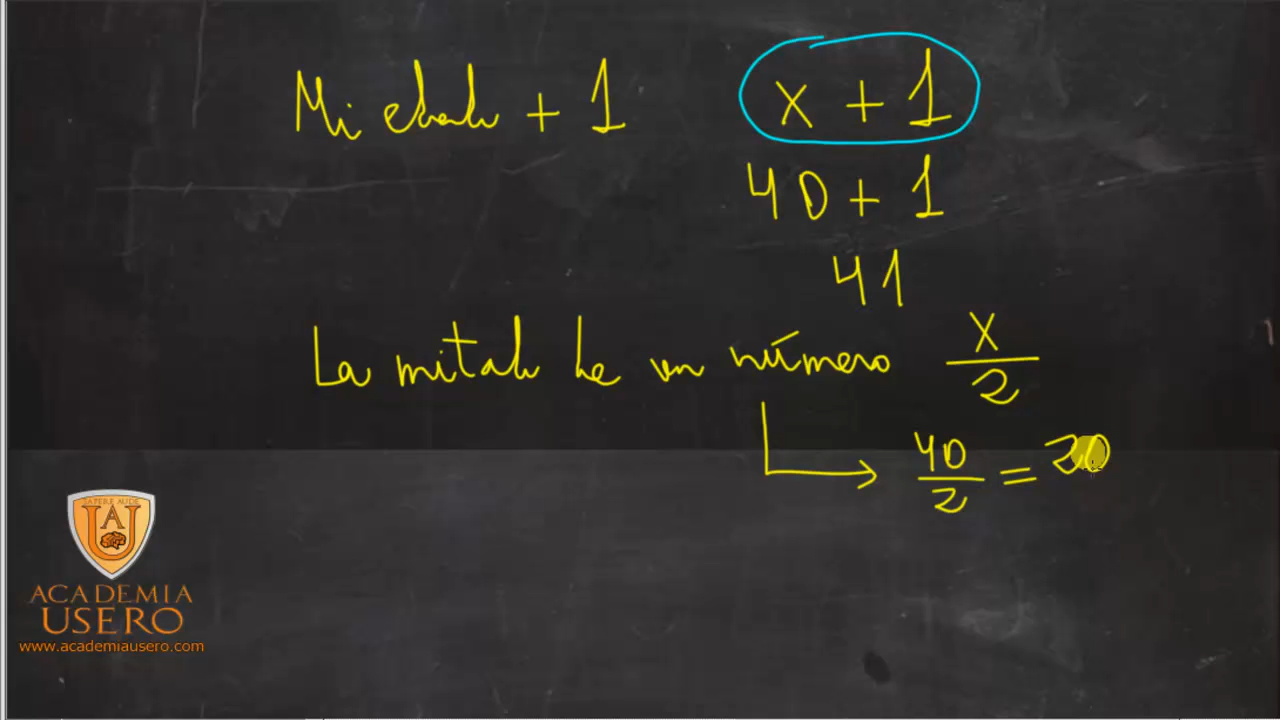 Mi edad + 1 x + 1
40 + 1
41
La mitad de un número x/2
40/2 = 20
SAPERE AUDE
UA
ACADEMIA
USERO
www.academiausero.com